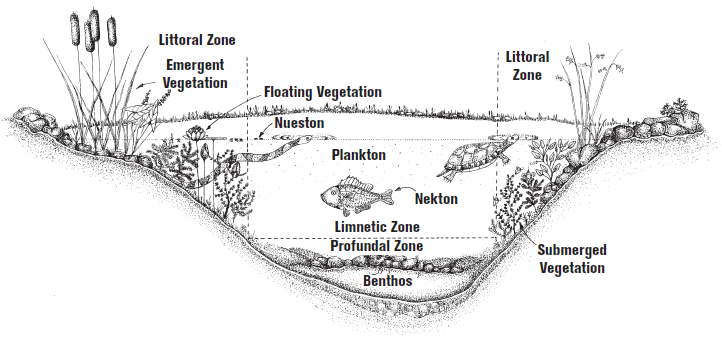 Littoral Zone
Emergent
Vegetation
Floating Vegetation
Nueston
Littoral
Zone
Plankton
Nekton
Limnetic Zone
Profundal Zone
Benthos
Submerged
Vegetation